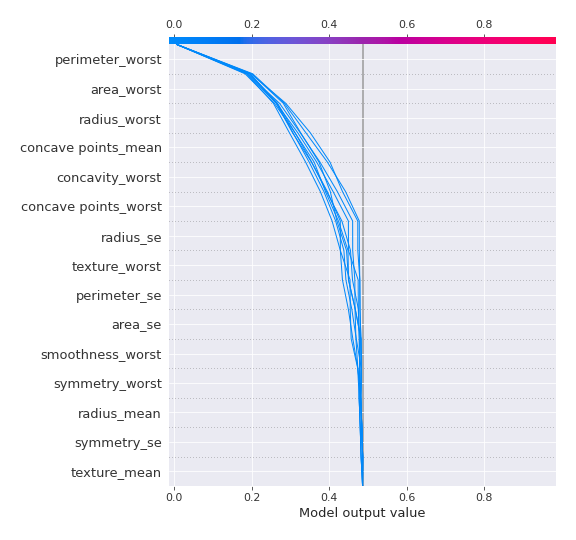 0.0 0.2 0.4 0.6 0.8
perimeter_worst
area_worst
radius_worst
concave points_mean
concavity_worst
concave points_worst
radius_se
texture_worst
perimeter_se
area_se
smoothness_worst
symmetry_worst
radius_mean
symmetry_se
texture_mean
0.0 0.2 0.4 0.6 0.8
Model output value